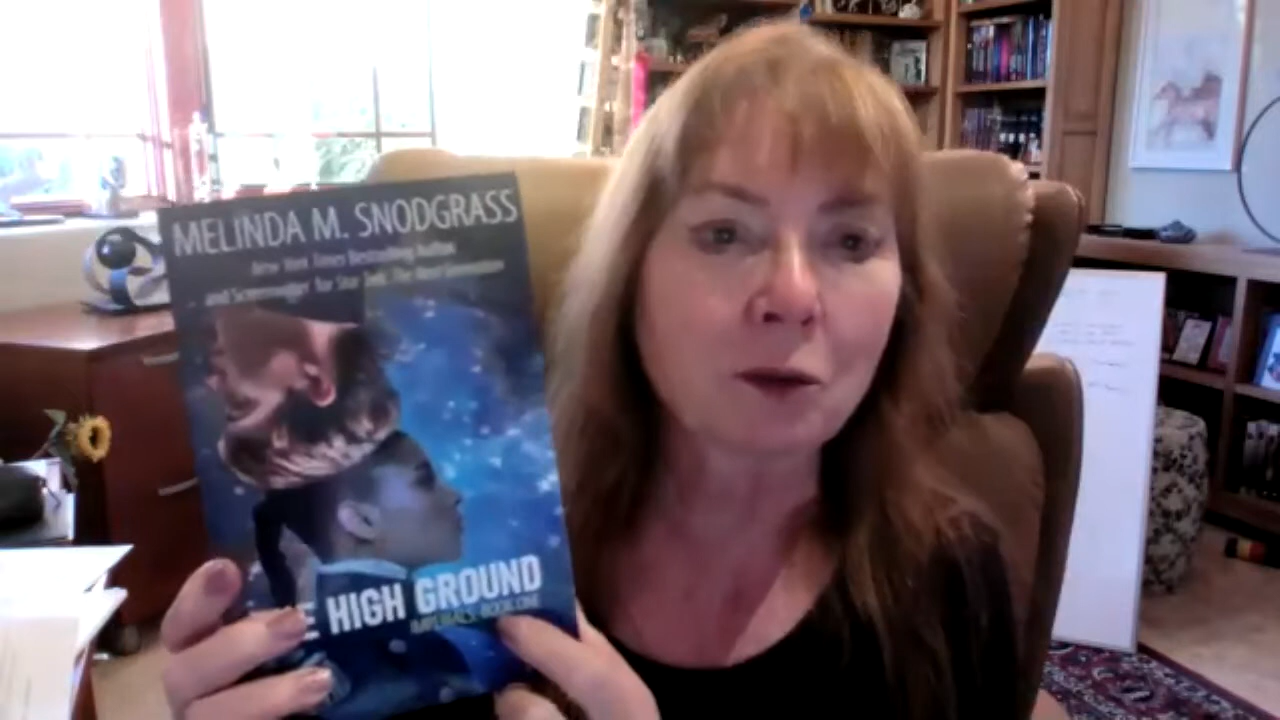 MELINDA M. SNODGRASS
New York Times Bestselling Author
and Screenwriter for Star Trek: The Next Generation
E HIGH GROUND
IMPERIALS: BOOK ONE